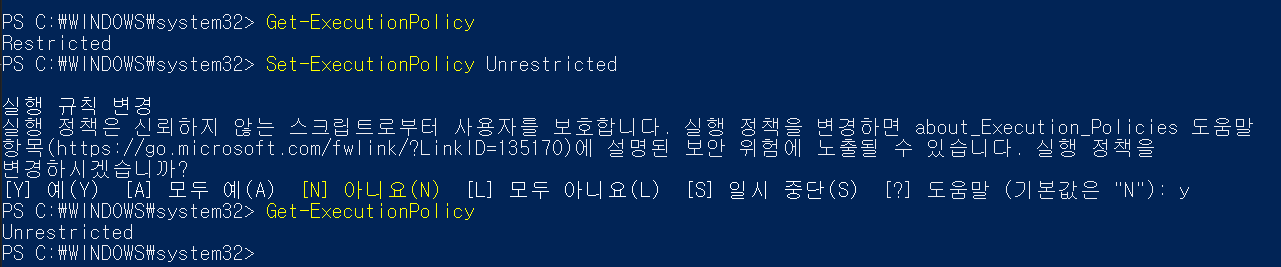 PS C:₩WINDOWS₩system32> Get-ExecutionPolicy
Restricted
PS C:₩WINDOWS₩system32> Set-ExecutionPolicy Unrestricted
실행 규칙 변경
실행 정책은 신뢰하지 않는 스크립트로부터 사용자를 보호합니다. 실행 정책을 변경하면 about_Execution_Policies 도움말
항목(https://go.microsoft.com/fwlink/?LinkID=135170)에 설명된 보안 위험에 노출될 수 있습니다. 실행 정책을
변경하시겠습니까?
[Y] 예(Y)  [A] 모두 예(A)  [N] 아니요(N)  [L] 모두 아니요(L)  [S] 일시 중단(S)  [?] 도움말 (기본값은 "N"): y
PS C:₩WINDOWS₩system32> Get-ExecutionPolicy
Unrestricted
PS C:₩WINDOWS₩system32>